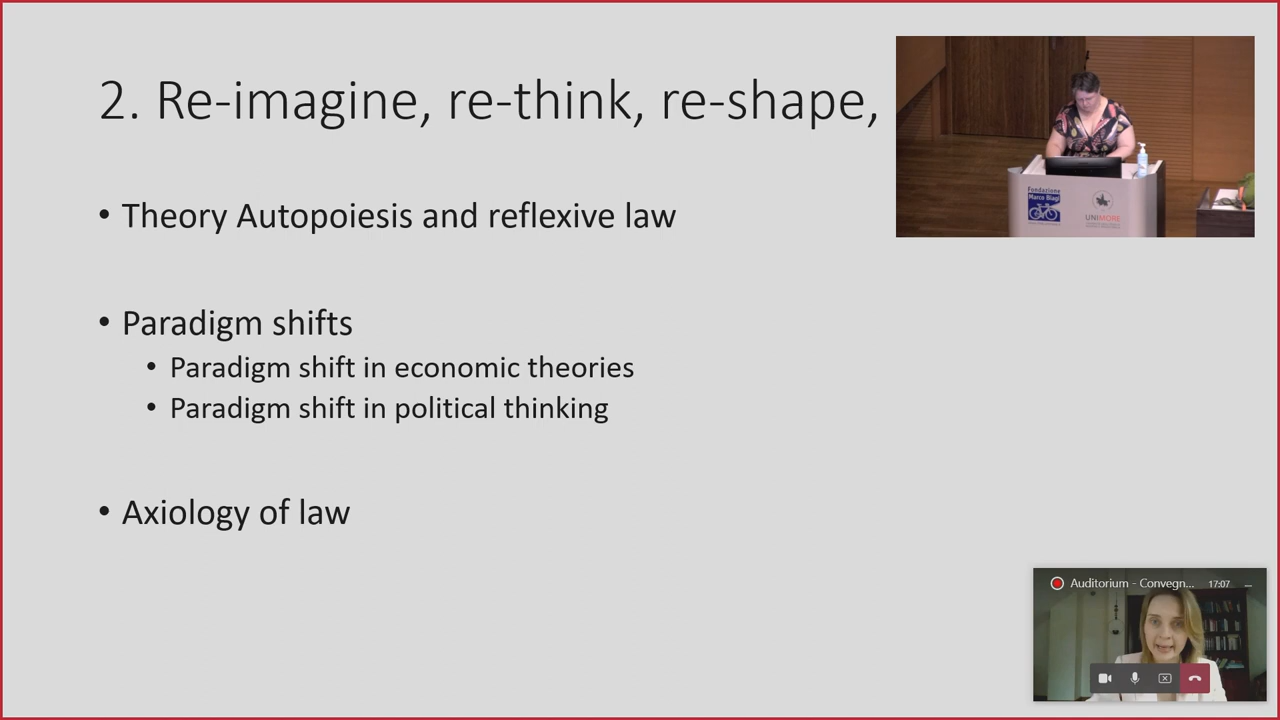 2. Re-imagine, re-think, re-shape,
• Theory Autopoiesis and reflexive law
• Paradigm shifts
• Paradigm shift in economic theories
• Paradigm shift in political thinking
• Axiology of law
Fondazione
Marco Biagi
UNIMORE
Auditorium - Convegn... 17:07 ...